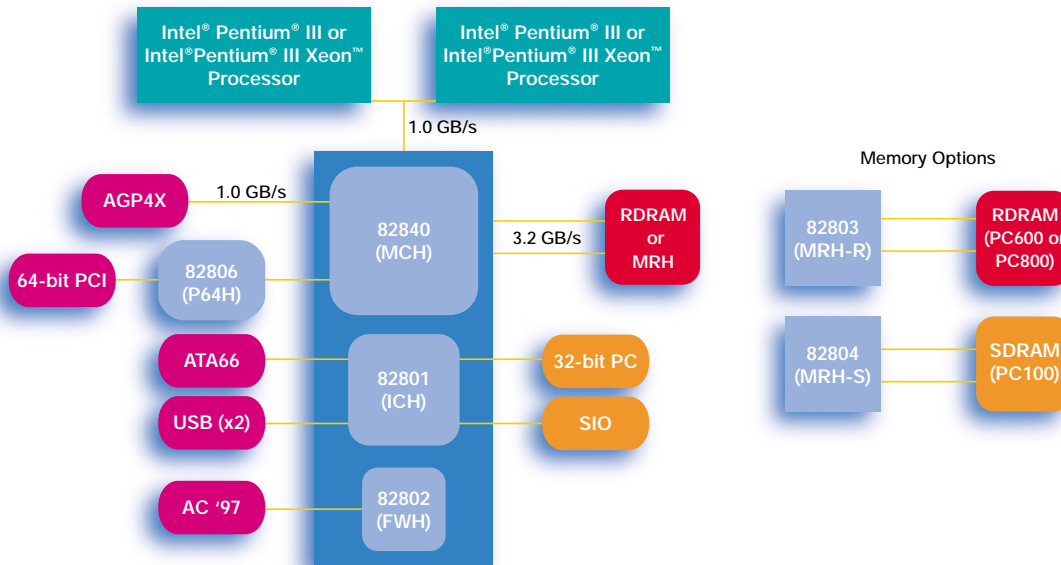 Intel® Pentium® III or
Intel®Pentium® III Xeon™
Processor
Intel® Pentium® III or
Intel®Pentium® III Xeon™
Processor
1.0 GB/s
AGP4X
1.0 GB/s
82840
(MCH)
3.2 GB/s
RDRAM
or
MRH
64-bit PCI
82806
(P64H)
ATA66
82801
(ICH)
32-bit PC
USB (x2)
SIO
AC ‘97
82802
(FWH)
Memory Options
82803
(MRH-R)
RDRAM
(PC600 or
PC800)
82804
(MRH-S)
SDRAM
(PC100)